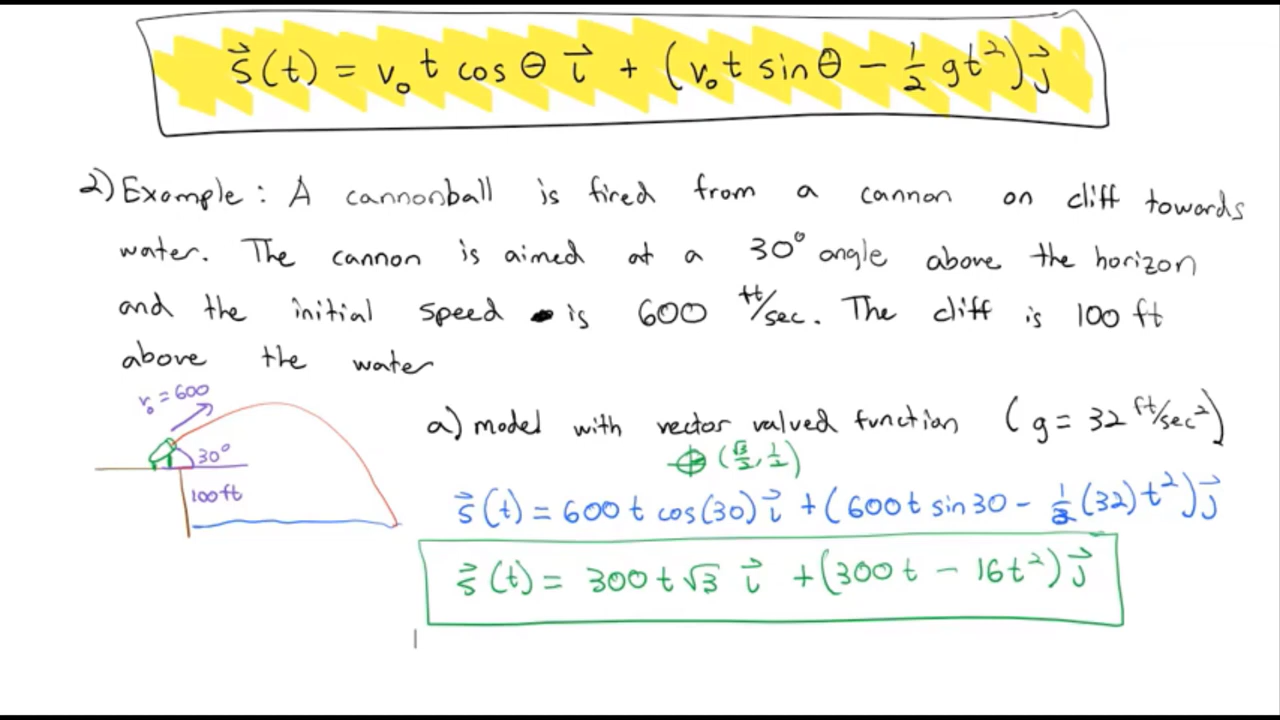 s⃗(t) = v₀ t cos θ i⃗ + (v₀ t sin θ − 1/2 gt²) j⃗
2) Example: A cannonball is fired from a cannon on cliff towards
water. The cannon is aimed at a 30° angle above the horizon
and the initial speed is 600 ft/sec. The cliff is 100 ft
above the water
v₀ = 600
30°
100ft
a) model with vector valued function (g = 32 ft/sec²)
(√3/2, 1/2)
s⃗(t) = 600 t cos(30) i⃗ + (600 t sin 30 − 1/2 (32) t²) j⃗
s⃗(t) = 300 t √3 i⃗ + (300 t − 16t²) j⃗